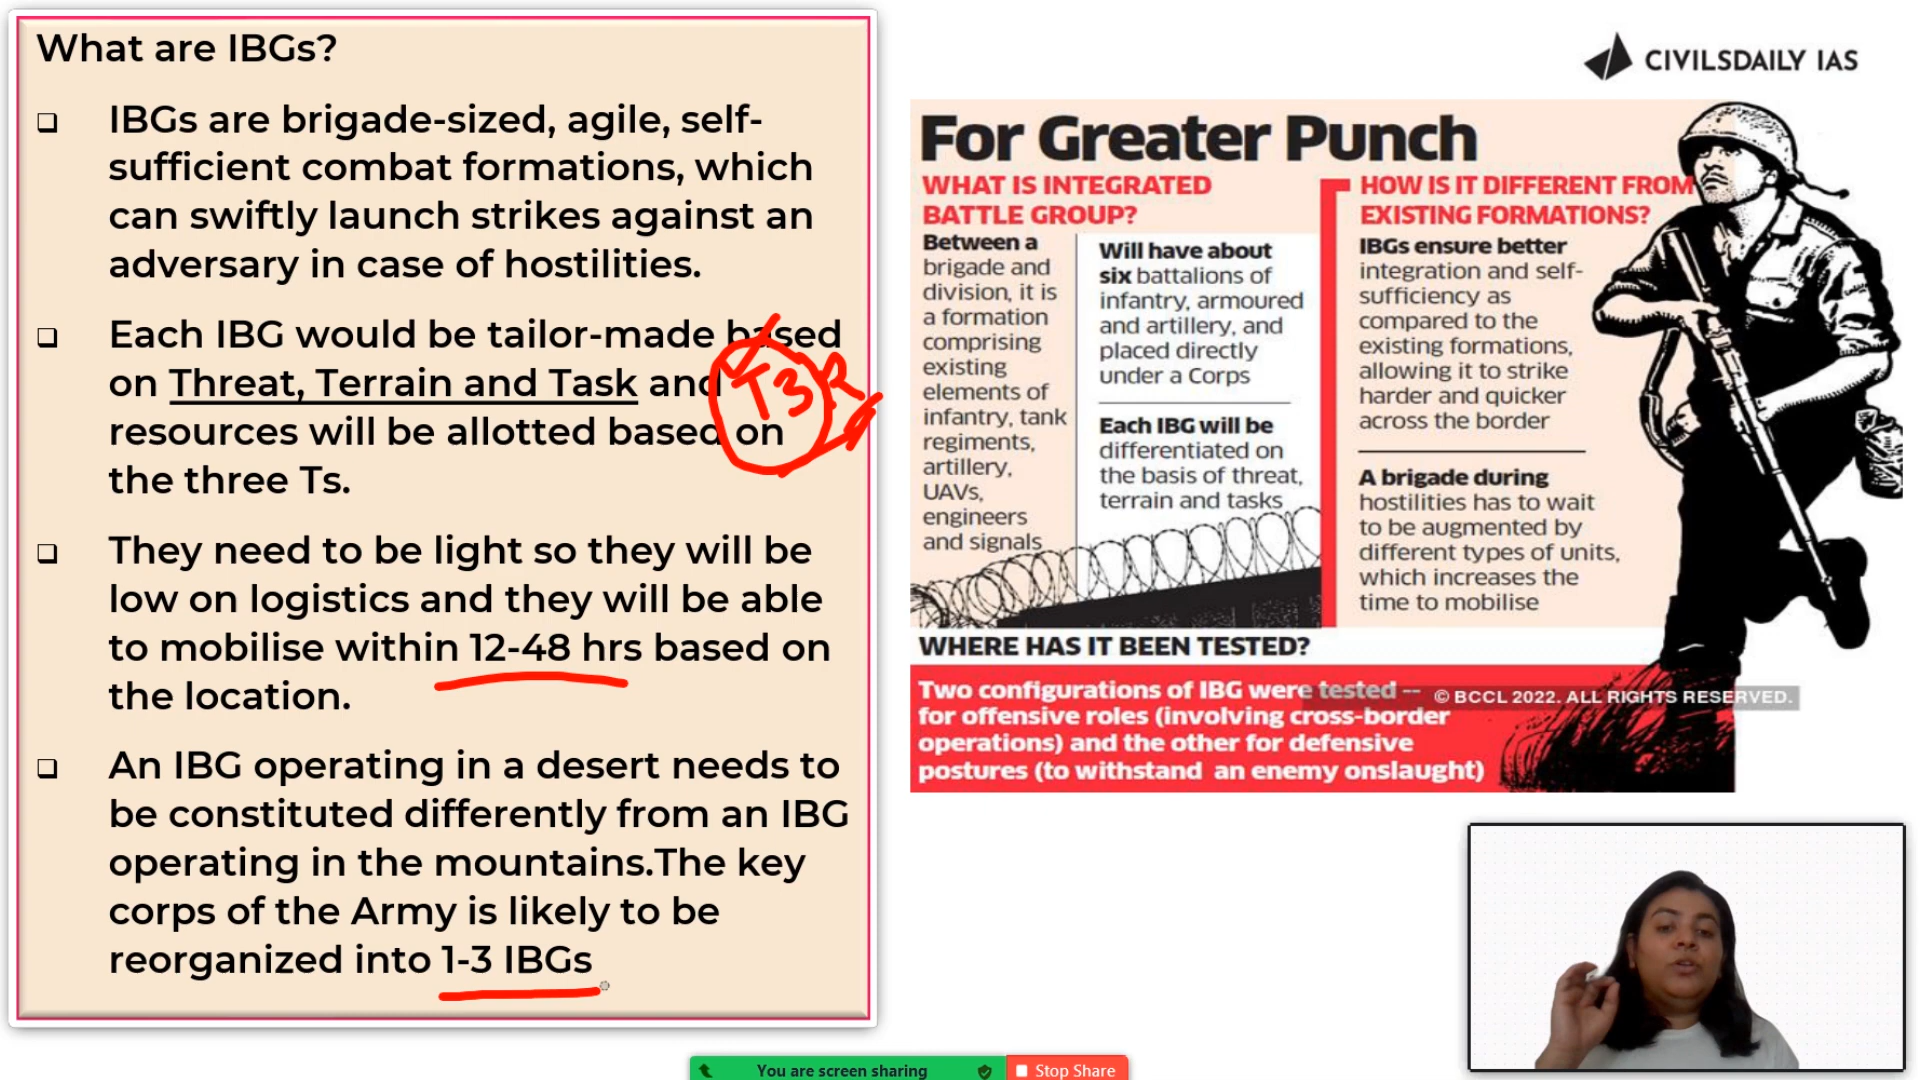 What are IBGs?
❑ IBGs are brigade-sized, agile, self-
sufficient combat formations, which
can swiftly launch strikes against an
adversary in case of hostilities.
❑ Each IBG would be tailor-made based
on Threat, Terrain and Task and
resources will be allotted based on
the three Ts.
❑ They need to be light so they will be
low on logistics and they will be able
to mobilise within 12-48 hrs based on
the location.
❑ An IBG operating in a desert needs to
be constituted differently from an IBG
operating in the mountains.The key
corps of the Army is likely to be
reorganized into 1-3 IBGs
T3R
CIVILSDAILY IAS
For Greater Punch
WHAT IS INTEGRATED
BATTLE GROUP?
Between a
brigade and
division, it is
a formation
comprising
existing
elements of
infantry, tank
regiments,
artillery,
UAVs,
engineers
and signals
Will have about
six battalions of
infantry, armoured
and artillery, and
placed directly
under a Corps
Each IBG will be
differentiated on
the basis of threat,
terrain and tasks
HOW IS IT DIFFERENT FROM
EXISTING FORMATIONS?
IBGs ensure better
integration and self-
sufficiency as
compared to the
existing formations,
allowing it to strike
harder and quicker
across the border
A brigade during
hostilities has to wait
to be augmented by
different types of units,
which increases the
time to mobilise
WHERE HAS IT BEEN TESTED?
Two configurations of IBG were tested --
for offensive roles (involving cross-border
operations) and the other for defensive
postures (to withstand an enemy onslaught)
© BCCL 2022. ALL RIGHTS RESERVED.
You are screen sharing
Stop Share